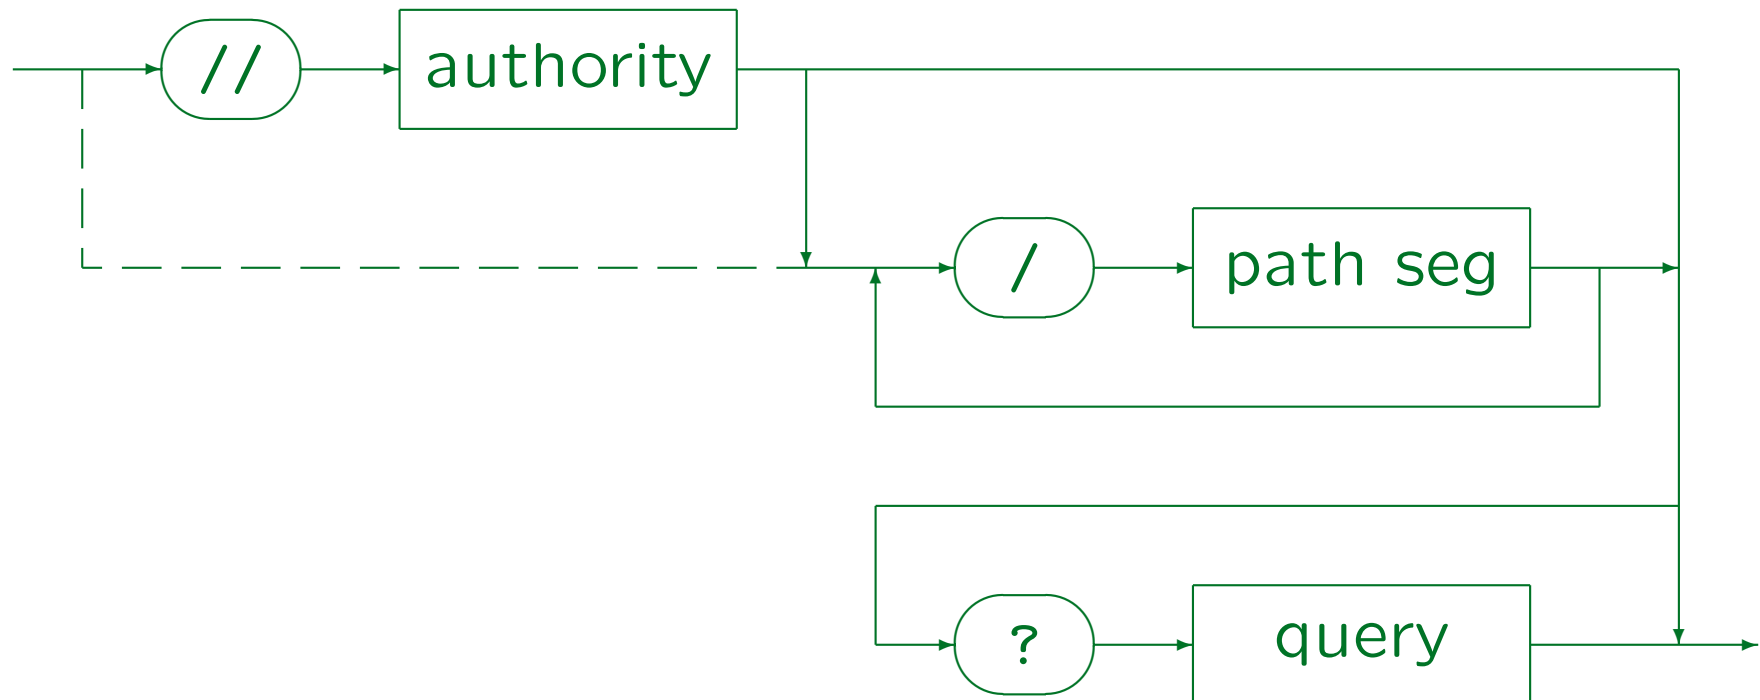 // authority
/ path seg
? query